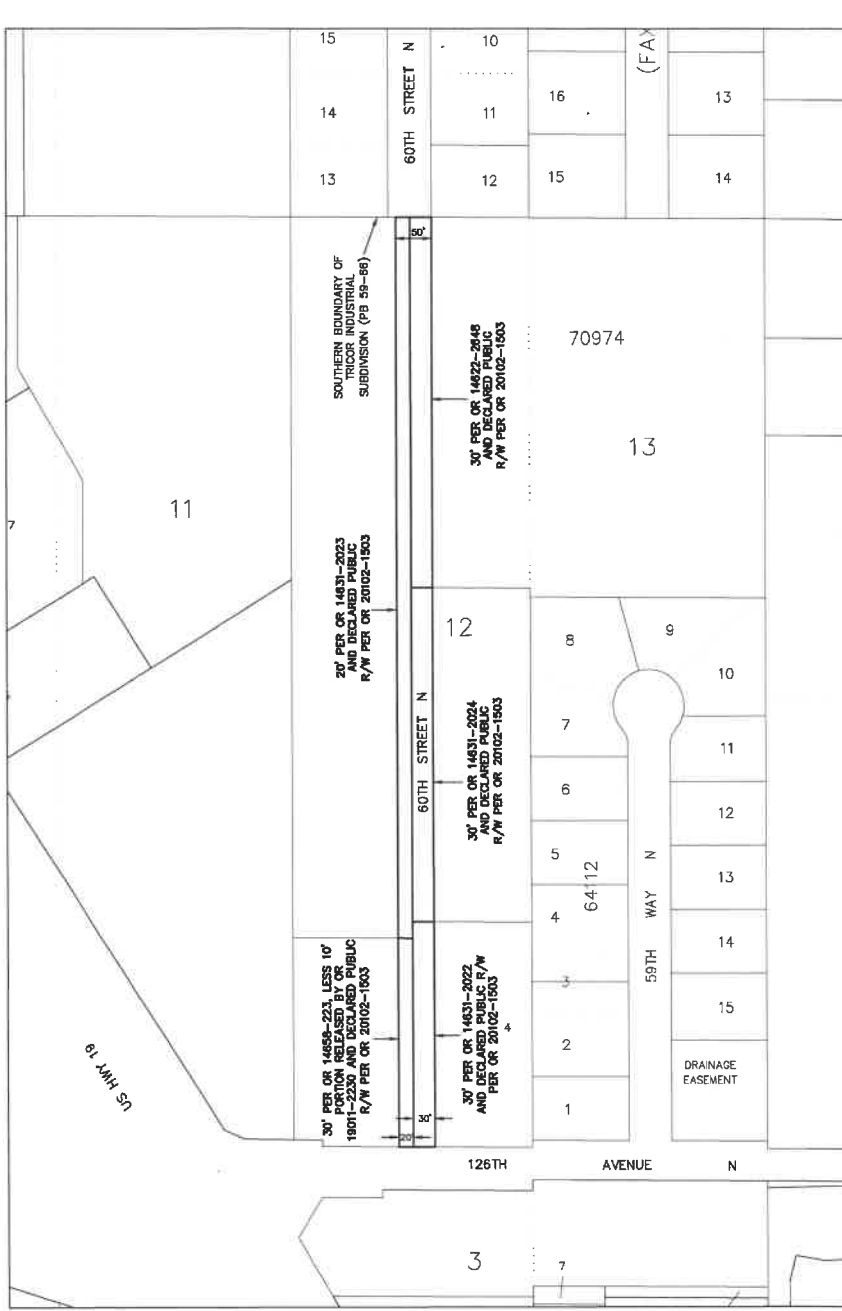 15
14
13
60TH STREET N
10
11
12
16
15
(FAX
13
14
SOUTHERN BOUNDARY OF
TRICOR INDUSTRIAL
SUBDIVISION (PB 59-86)
50'
30' PER OR 14622-2648
AND DECLARED PUBLIC
R/W PER OR 20102-1503
70974
13
7
11
20' PER OR 14631-2023
AND DECLARED PUBLIC
R/W PER OR 20102-1503
12
60TH STREET N
30' PER OR 14631-2024
AND DECLARED PUBLIC
R/W PER OR 20102-1503
8
9
10
7
11
6
12
5
64112
13
4
59TH WAY N
14
3
15
2
DRAINAGE
EASEMENT
1
US HWY 19
30' PER OR 14658-223, LESS 10'
PORTION RELEASED BY OR
19011-2230 AND DECLARED PUBLIC
R/W PER OR 20102-1503
30' PER OR 14631-2022
AND DECLARED PUBLIC R/W
PER OR 20102-1503
4
20'
30'
126TH AVENUE N
3
7